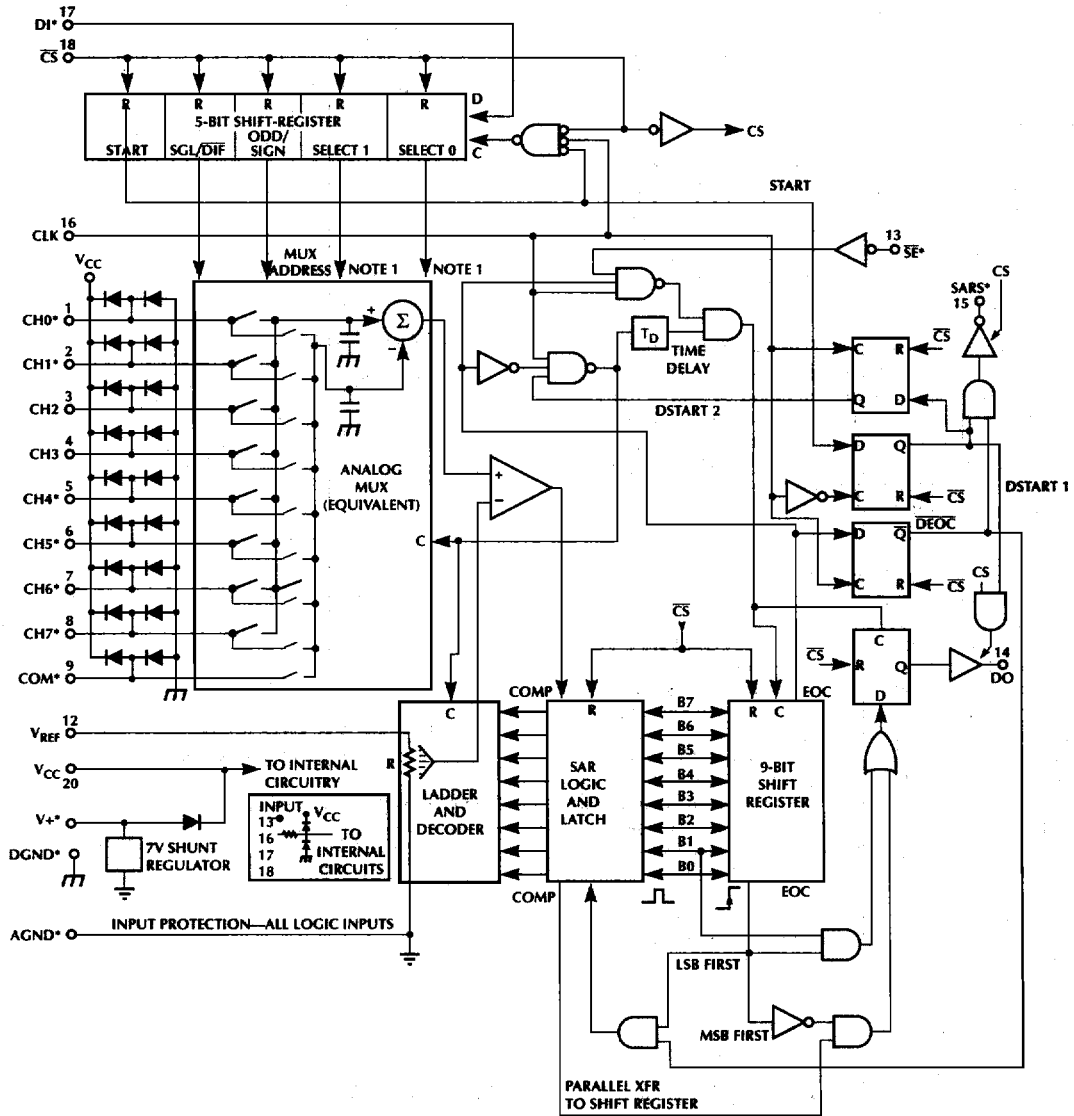 17
DI*
18
CS
R R R R R
D
5-BIT SHIFT-REGISTER
ODD/
START SGL/DIF SIGN SELECT 1 SELECT 0
C
CS
START
16
CLK
13
SE*
MUX
ADDRESS NOTE 1 NOTE 1
VCC
CS
SARS*
15
1
CH0*
+
Σ
−
TD
TIME
DELAY
C R CS
2
CH1*
3
CH2
Q D
DSTART 2
4
CH3
D Q
ANALOG
MUX
(EQUIVALENT)
+
−
5
CH4*
C R CS
DSTART 1
6
CH5*
C
D Q DEOC
7
CH6*
C R CS
CS
8
CH7*
CS
C
9
COM*
CS R Q
14
DO
D
COMP
EOC
C
R
R C
B7
B6
B5
B4
B3
B2
B1
B0
12
VREF
R
VCC
20
TO INTERNAL
CIRCUITRY
LADDER
AND
DECODER
SAR
LOGIC
AND
LATCH
9-BIT
SHIFT
REGISTER
V+*
7V SHUNT
REGULATOR
INPUT
13
16
17
18
VCC
TO
INTERNAL
CIRCUITS
DGND*
COMP
EOC
INPUT PROTECTION—ALL LOGIC INPUTS
AGND*
LSB FIRST
MSB FIRST
PARALLEL XFR
TO SHIFT REGISTER